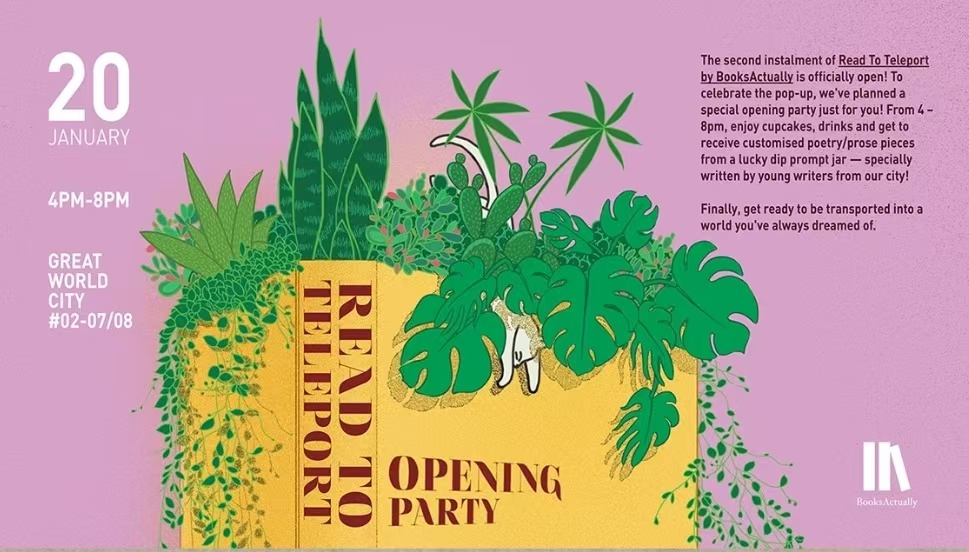 20
JANUARY
4PM-8PM
GREAT
WORLD
CITY
#02-07/08
READ TO
TELEPORT
OPENING
PARTY
The second instalment of Read To Teleport
by BooksActually is officially open! To
celebrate the pop-up, we've planned a
special opening party just for you! From 4 –
8pm, enjoy cupcakes, drinks and get to
receive customised poetry/prose pieces
from a lucky dip prompt jar — specially
written by young writers from our city!
Finally, get ready to be transported into a
world you've always dreamed of.
BooksActually